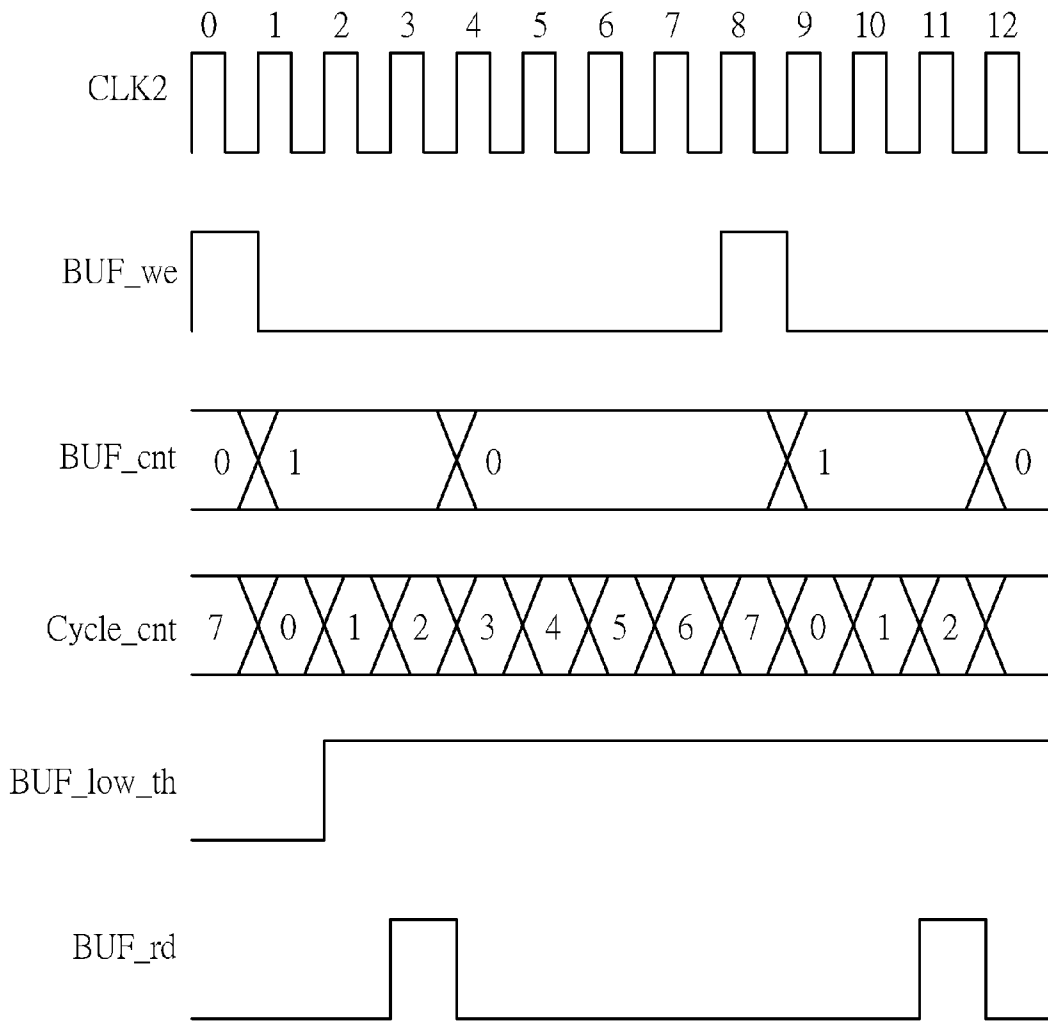 0 1 2 3 4 5 6 7 8 9 10 11 12
CLK2
BUF_we
BUF_cnt 0 1 0 1 0
Cycle_cnt 7 0 1 2 3 4 5 6 7 0 1 2
BUF_low_th
BUF_rd